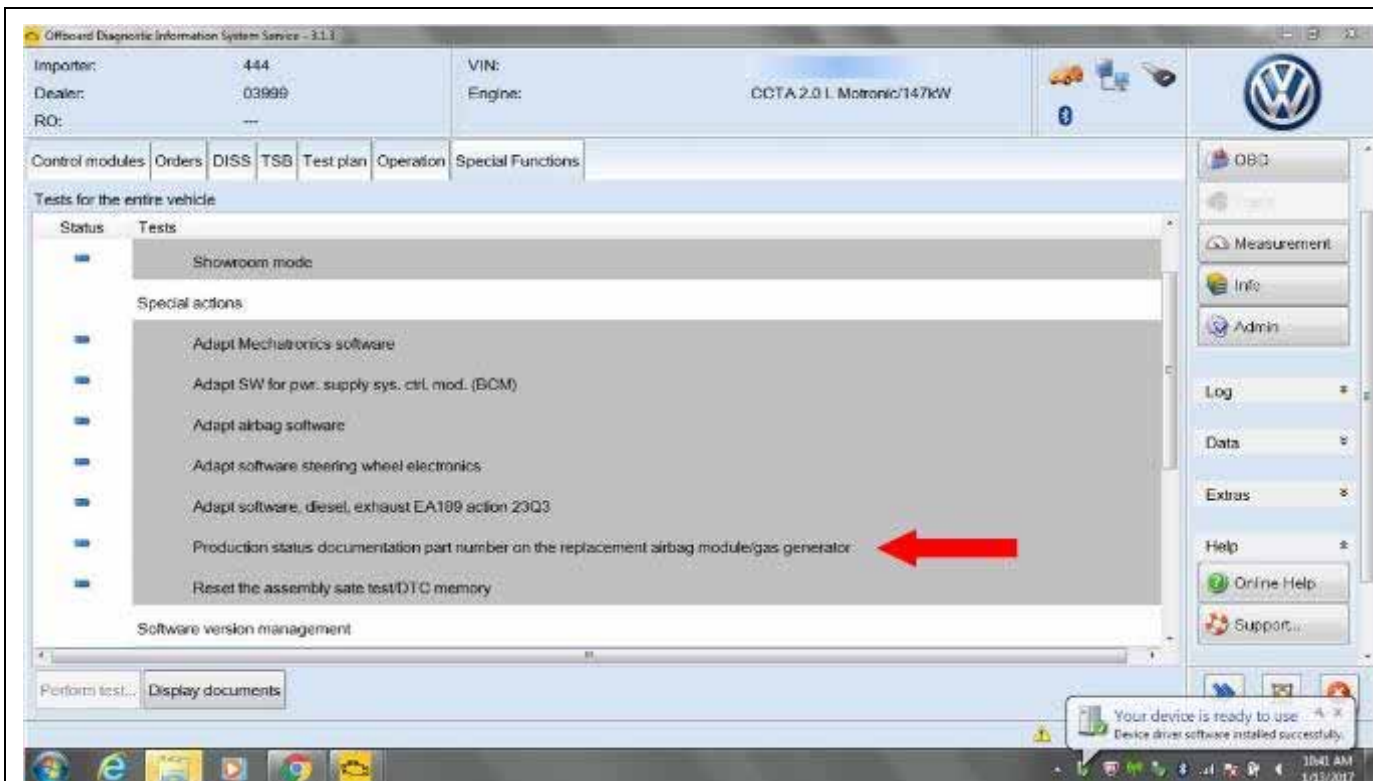 Offboard Diagnostic Information System Service - 3.1.3
Importer: 444 VIN:
Dealer: 03999 Engine: CCTA 2.0 l. Motronic/147kW
RO: ---
Control modules Orders DISS TSB Test plan Operation Special Functions
Tests for the entire vehicle
Status Tests
Showroom mode
Special actions
Adapt Mechatronics software
Adapt SW for pwr. supply sys. ctrl. mod. (BCM)
Adapt airbag software
Adapt software steering wheel electronics
Adapt software, diesel, exhaust EA189 action 23Q3
Production status documentation part number on the replacement airbag module/gas generator
Reset the assembly sate test/DTC memory
Software version management
Perform test... Display documents
OBD
Measurement
Info
Admin
Log
Data
Extras
Help
Online Help
Support...
Your device is ready to use
Device driver software installed successfully.
10:41 AM